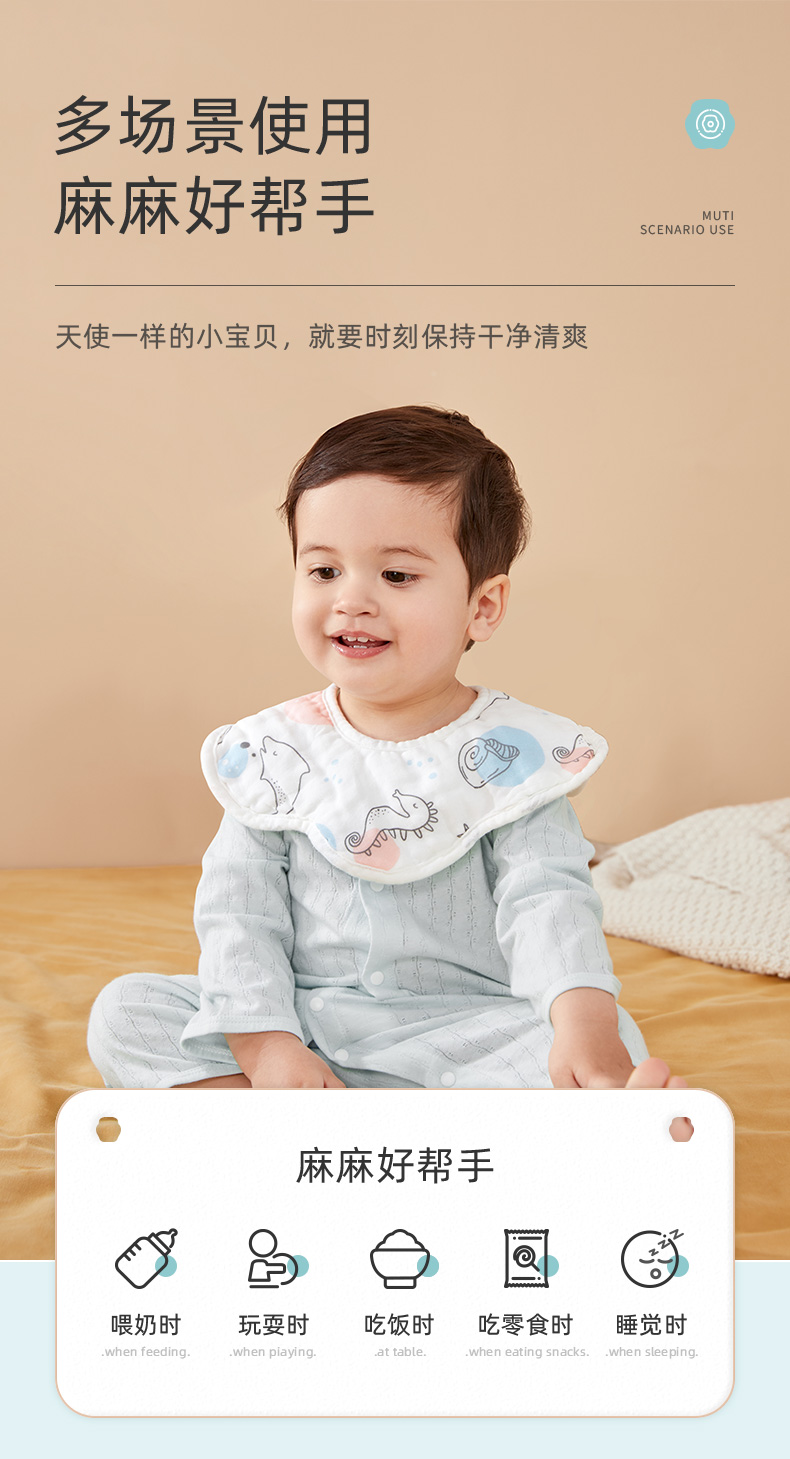 多场景使用
麻麻好帮手
MUTI
SCENARIO USE
天使一样的小宝贝，就要时刻保持干净清爽
麻麻好帮手
喂奶时
玩耍时
吃饭时
吃零食时
睡觉时
.when feeding.
.when piaying.
.at table.
.when eating snacks.
.when sleeping.